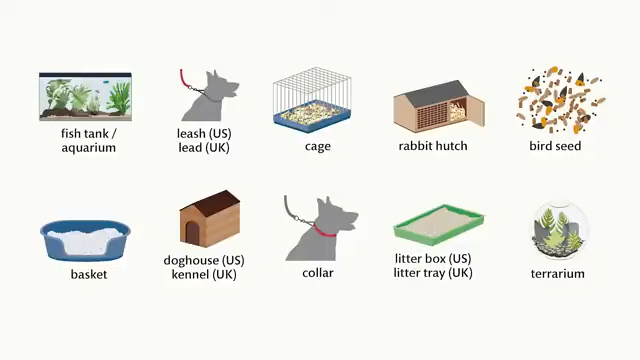 fish tank /
aquarium
leash (US)
lead (UK)
cage
rabbit hutch
bird seed
basket
doghouse (US)
kennel (UK)
collar
litter box (US)
litter tray (UK)
terrarium